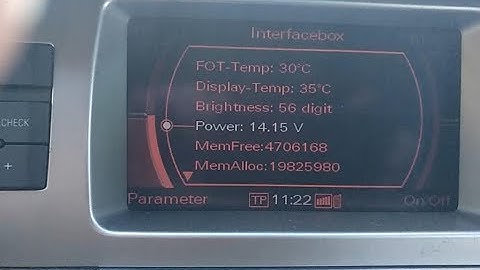 Interfacebox
FOT-Temp: 30°C
Display-Temp: 35°C
Brightness: 56 digit
Power: 14.15 V
MemFree:4706168
MemAlloc:19825980
CHECK
+
Parameter
TP 11:22
On/Off